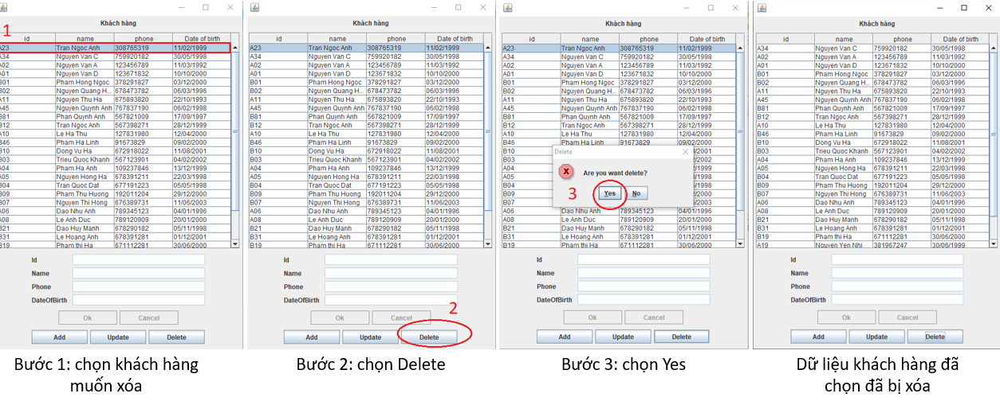 Khách hàng
1
id name phone Date of birth
A23 Tran Ngoc Anh 308765319 11/02/1999
A34 Nguyen Van C 759920182 30/05/1998
A02 Nguyen Van A 123456789 11/03/1992
A01 Nguyen Van D 123671832 10/10/2000
B01 Pham Hong Ngoc 378291827 03/12/2000
B02 Nguyen Quang H... 678473782 06/03/1996
A11 Nguyen Thu Ha 675893820 22/10/1993
A45 Nguyen Quynh Anh 767837190 06/02/1998
B81 Phan Quynh Anh 567821009 17/09/1997
B12 Tran Ngoc Anh 567398271 28/12/1999
A10 Le Ha Thu 127831980 12/04/2000
B46 Pham Ha Linh 91673829 09/02/2000
B10 Dong Vu Ha 672918022 11/08/2001
B03 Trieu Quoc Khanh 567123901 04/02/2002
A04 Pham Ha Anh 109237846 13/12/1999
A05 Nguyen Hong Ha 678391211 22/03/1998
B04 Tran Quoc Dat 677191223 05/05/1998
B09 Pham Thu Huong 192011204 29/12/2000
B07 Nguyen Thi Hong 676389731 11/06/2003
A06 Dao Nhu Anh 789345123 04/01/1996
A08 Le Anh Duc 789120909 20/01/2000
B21 Dao Huy Manh 678290182 05/11/1998
B31 Le Hoang Anh 678391281 01/12/2001
B19 Pham thi Ha 671112281 30/06/2000
Id
Name
Phone
DateOfBirth
Ok Cancel
Add Update Delete
Bước 1: chọn khách hàng
muốn xóa
Khách hàng
id name phone Date of birth
A23 Tran Ngoc Anh 308765319 11/02/1999
A34 Nguyen Van C 759920182 30/05/1998
A02 Nguyen Van A 123456789 11/03/1992
A01 Nguyen Van D 123671832 10/10/2000
B01 Pham Hong Ngoc 378291827 03/12/2000
B02 Nguyen Quang H... 678473782 06/03/1996
A11 Nguyen Thu Ha 675893820 22/10/1993
A45 Nguyen Quynh Anh 767837190 06/02/1998
B81 Phan Quynh Anh 567821009 17/09/1997
B12 Tran Ngoc Anh 567398271 28/12/1999
A10 Le Ha Thu 127831980 12/04/2000
B46 Pham Ha Linh 91673829 09/02/2000
B10 Dong Vu Ha 672918022 11/08/2001
B03 Trieu Quoc Khanh 567123901 04/02/2002
A04 Pham Ha Anh 109237846 13/12/1999
A05 Nguyen Hong Ha 678391211 22/03/1998
B04 Tran Quoc Dat 677191223 05/05/1998
B09 Pham Thu Huong 192011204 29/12/2000
B07 Nguyen Thi Hong 676389731 11/06/2003
A06 Dao Nhu Anh 789345123 04/01/1996
A08 Le Anh Duc 789120909 20/01/2000
B21 Dao Huy Manh 678290182 05/11/1998
B31 Le Hoang Anh 678391281 01/12/2001
B19 Pham thi Ha 671112281 30/06/2000
Id
Name
Phone
DateOfBirth
2
Ok Cancel
Add Update Delete
Bước 2: chọn Delete
Khách hàng
id name phone Date of birth
A23 Tran Ngoc Anh 308765319 11/02/1999
A34 Nguyen Van C 759920182 30/05/1998
A02 Nguyen Van A 123456789 11/03/1992
A01 Nguyen Van D 123671832 10/10/2000
B01 Pham Hong Ngoc 378291827 03/12/2000
B02 Nguyen Quang H... 678473782 06/03/1996
A11 Nguyen Thu Ha 675893820 22/10/1993
A45 Nguyen Quynh Anh 767837190 06/02/1998
B81 Phan Quynh Anh 567821009 17/09/1997
B12 Tran Ngoc Anh 567398271 28/12/1999
A10 Le Ha Thu 127831980 12/04/2000
B46 Pham Ha Linh 91673829 09/02/2000
B10
B03
A04
A05
B04
B09
B07
Delete
Are you want delete?
3
Yes No
A06 Dao Nhu Anh 789345123 04/01/1996
A08 Le Anh Duc 789120909 20/01/2000
B21 Dao Huy Manh 678290182 05/11/1998
B31 Le Hoang Anh 678391281 01/12/2001
B19 Pham thi Ha 671112281 30/06/2000
Id
Name
Phone
DateOfBirth
Ok Cancel
Add Update Delete
Bước 3: chọn Yes
Khách hàng
id name phone Date of birth
A34 Nguyen Van C 759920182 30/05/1998
A02 Nguyen Van A 123456789 11/03/1992
A01 Nguyen Van D 123671832 10/10/2000
B01 Pham Hong Ngoc 378291827 03/12/2000
B02 Nguyen Quang H... 678473782 06/03/1996
A11 Nguyen Thu Ha 675893820 22/10/1993
A45 Nguyen Quynh Anh 767837190 06/02/1998
B81 Phan Quynh Anh 567821009 17/09/1997
B12 Tran Ngoc Anh 567398271 28/12/1999
A10 Le Ha Thu 127831980 12/04/2000
B46 Pham Ha Linh 91673829 09/02/2000
B10 Dong Vu Ha 672918022 11/08/2001
B03 Trieu Quoc Khanh 567123901 04/02/2002
A04 Pham Ha Anh 109237846 13/12/1999
A05 Nguyen Hong Ha 678391211 22/03/1998
B04 Tran Quoc Dat 677191223 05/05/1998
B09 Pham Thu Huong 192011204 29/12/2000
B07 Nguyen Thi Hong 676389731 11/06/2003
A06 Dao Nhu Anh 789345123 04/01/1996
A08 Le Anh Duc 789120909 20/01/2000
B21 Dao Huy Manh 678290182 05/11/1998
B31 Le Hoang Anh 678391281 01/12/2001
B19 Pham thi Ha 671112281 30/06/2000
A19 Nguyen Yen Nhi 381967247 30/06/1999
Id
Name
Phone
DateOfBirth
Ok Cancel
Add Update Delete
Dữ liệu khách hàng đã
chọn đã bị xóa